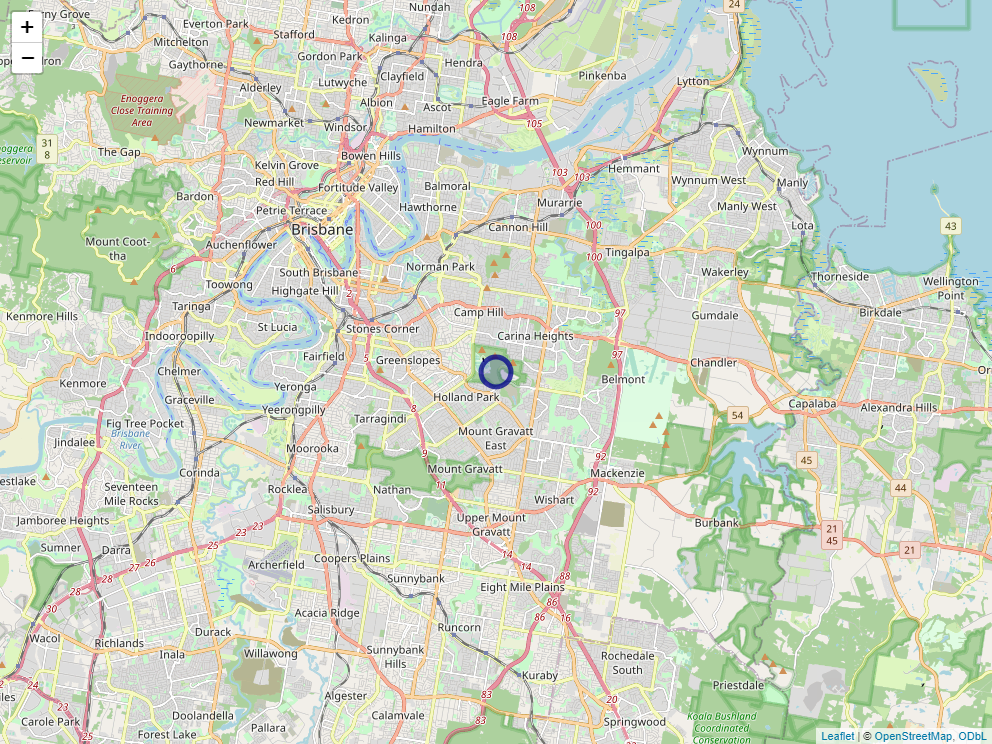 +
−
Nundah
108
24
Everton Park
Kedron
Stafford
Kalinga
Mitchelton
Gordon Park
108
Gaythorne
Lutwyche
Clayfield
Hendra
Pinkenba
Lytton
Alderley
Albion
Ascot
Eagle Farm
Enoggera
Close Training
Area
Newmarket
Windsor
Hamilton
105
31
8
The Gap
Bowen Hills
Wynnum
Kelvin Grove
Red Hill
Fortitude Valley
Balmoral
103
103
Hemmant
Wynnum West
Manly
Bardon
Petrie Terrace
Hawthorne
Murarrie
Manly West
Brisbane
Cannon Hill
100
Lota
43
Mount Coot-
tha
Auchenflower
100
Tingalpa
6
South Brisbane
Norman Park
Wakerley
Thorneside
Wellington
Point
Toowong
Highgate Hill
2
Taringa
Camp Hill
97
Gumdale
Birkdale
Kenmore Hills
St Lucia
Stones Corner
Indooroopilly
Carina Heights
Fairfield
5
Greenslopes
97
Chandler
Chelmer
Kenmore
Yeronga
Belmont
Graceville
Holland Park
8
Capalaba
Alexandra Hills
Yeerongpilly
54
Fig Tree Pocket
Tarragindi
Brisbane
River
Mount Gravatt
East
Jindalee
Moorooka
9
92
45
Corinda
Mount Gravatt
Mackenzie
Seventeen
Mile Rocks
Rocklea
Nathan
11
92
44
Wishart
Salisbury
Jamboree Heights
23
Upper Mount
Gravatt
Burbank
21
45
23
Sumner
Darra
25
21
26
27
Coopers Plains
14
28
Archerfield
14
28
Sunnybank
88
Eight Mile Plains
30
86
Acacia Ridge
86
16
Wacol
Richlands
Durack
Runcorn
Inala
Willawong
Sunnybank
Hills
Rochedale
South
Kuraby
24
Priestdale
Algester
83
20
23
Carole Park
Doolandella
Calamvale
83
Springwood
Pallara
Forest Lake
Koala Bushland
Coordinated
Conservation
Leaflet | © OpenStreetMap, ODbL